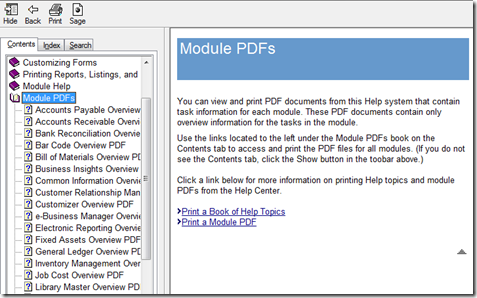 Hide Back Print Sage
Contents Index Search
Customizing Forms
Printing Reports, Listings, and
Module Help
Module PDFs
Accounts Payable Overview
Accounts Receivable Overvi
Bank Reconciliation Overvie
Bar Code Overview PDF
Bill of Materials Overview PD
Business Insights Overview
Common Information Overvi
Customer Relationship Man
Customizer Overview PDF
e-Business Manager Overvi
Electronic Reporting Overvie
Fixed Assets Overview PDF
General Ledger Overview PD
Inventory Management Over
Job Cost Overview PDF
Library Master Overview PD
Module PDFs
You can view and print PDF documents from this Help system that contain
task information for each module. These PDF documents contain only
overview information for the tasks in the module.
Use the links located to the left under the Module PDFs book on the
Contents tab to access and print the PDF files for all modules. (If you do not
see the Contents tab, click the Show button in the toobar above.)
Click a link below for more information on printing Help topics and module
PDFs from the Help Center.
Print a Book of Help Topics
Print a Module PDF